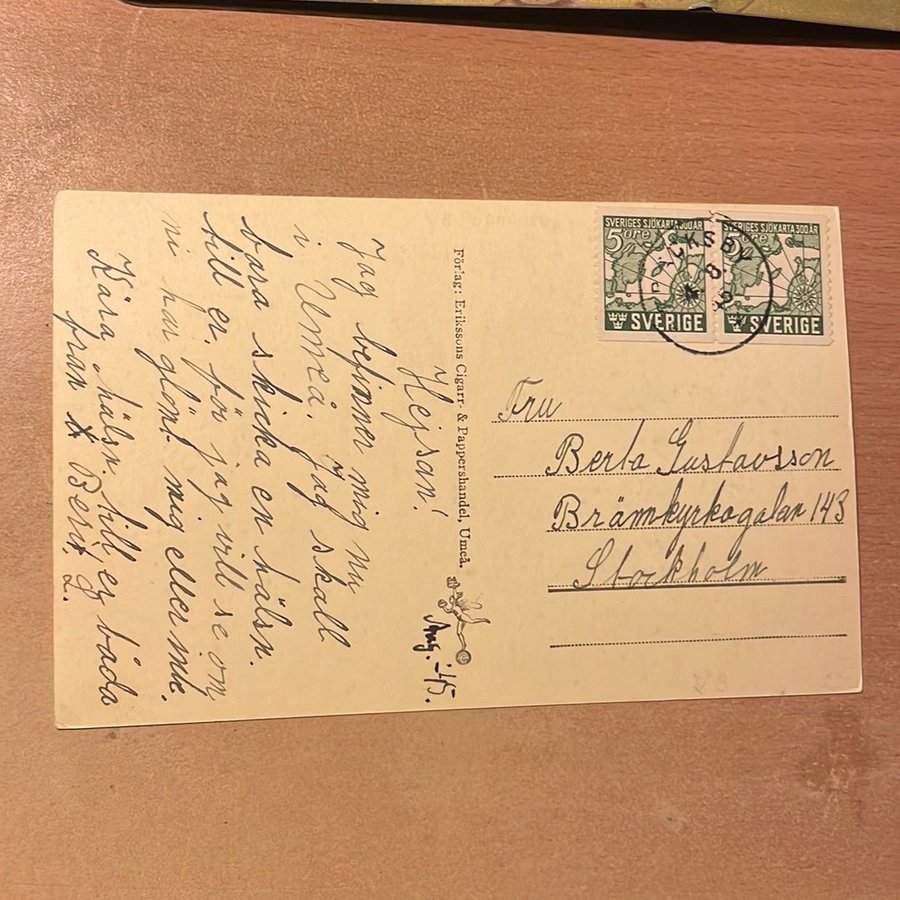 Hejsan!
Jag befinner mig nu
i Umeå. Jag skall
bara skicka en hälsn.
till er, för jag vill se om
ni har glömt mig eller
Kära hälsn. till er båda
från Berit. G.
Förlag: Erikssons Cigarr- & Pappershandel, Umeå.
Aug. -45.
SVERIGES SJÖKARTA 300 ÅR
5 öre
SVERIGE
SVERIGES SJÖKARTA 300 ÅR
öre
SVERIGE
CKSBY
Fru
Berta Gustavsson
Brämkyrkogatan 143
Stockholm